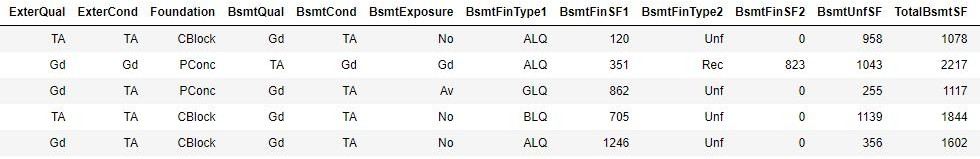 ExterQual ExterCond Foundation BsmtQual BsmtCond BsmtExposure BsmtFinType1 BsmtFinSF1 BsmtFinType2 BsmtFinSF2 BsmtUnfSF TotalBsmtSF
TA TA CBlock Gd TA No ALQ 120 Unf 0 958 1078
Gd Gd PConc TA Gd Gd ALQ 351 Rec 823 1043 2217
Gd TA PConc Gd TA Av GLQ 862 Unf 0 255 1117
TA TA CBlock Gd TA No BLQ 705 Unf 0 1139 1844
Gd TA CBlock Gd TA No ALQ 1246 Unf 0 356 1602